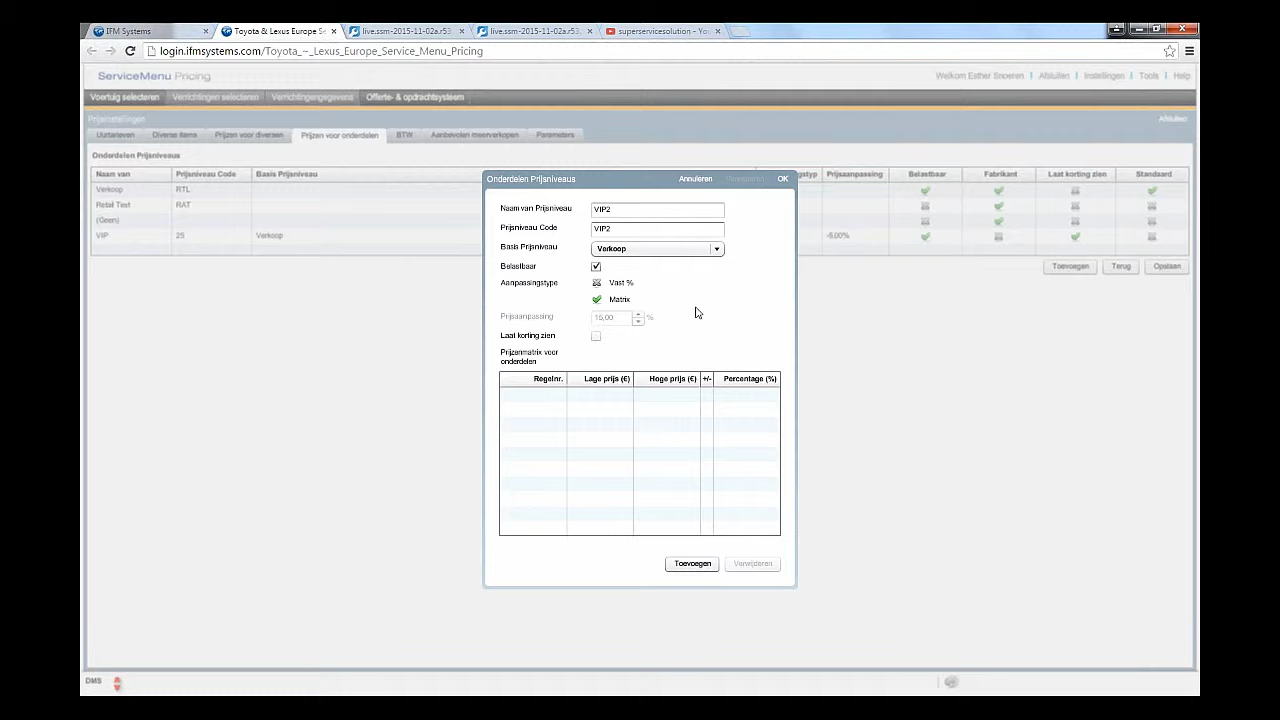 IFM Systems
Toyota & Lexus Europe Se
live.ssm-2015-11-02a.r53
live.ssm-2015-11-02a.r53.
superservicesolution - You
login.ifmsystems.com/Toyota_~_Lexus_Europe_Service_Menu_Pricing
ServiceMenu Pricing
Welkom Esther Snoeren
Afsluiten
Instellingen
Tools
Help
Voertuig selecteren
Verrichtingen selecteren
Verrichtingengegevens
Offerte- & opdrachtsysteem
Prijsinstellingen
Afsluiten
Uurtarieven
Diverse items
Prijzen voor diversen
Prijzen voor onderdelen
BTW
Aanbevolen meerverkopen
Parameters
Onderdelen Prijsniveaus
Naam van
Prijsniveau Code
Basis Prijsniveau
Prijsaanpassing
Belastbaar
Fabrikant
Laat korting zien
Standaard
Verkoop
RTL
Retail Test
RAT
(Geen)
VIP
25
Verkoop
-5.00%
Toevoegen
Terug
Opslaan
Onderdelen Prijsniveaus
Annuleren
OK
Naam van Prijsniveau
VIP2
Prijsniveau Code
VIP2
Basis Prijsniveau
Verkoop
Belastbaar
Aanpassingstype
Vast %
Matrix
Prijsaanpassing
15,00
%
Laat korting zien
Prijzenmatrix voor
onderdelen
Regelnr.
Lage prijs (€)
Hoge prijs (€)
+/-
Percentage (%)
Toevoegen
Verwijderen
DMS